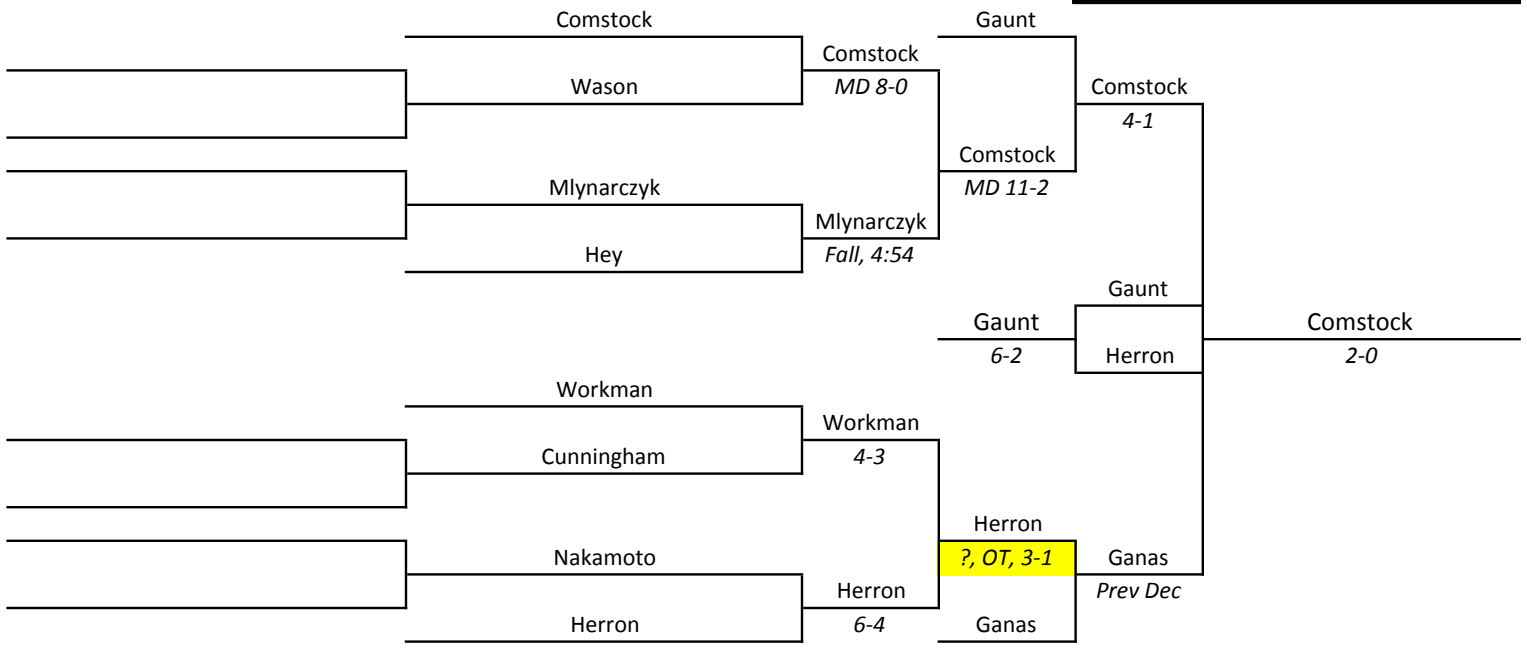 Comstock
Gaunt
Comstock
Wason
MD 8-0
Comstock
4-1
Comstock
Mlynarczyk
MD 11-2
Mlynarczyk
Hey
Fall, 4:54
Gaunt
Gaunt
Comstock
6-2
Herron
2-0
Workman
Workman
Cunningham
4-3
Herron
Nakamoto
?, OT, 3-1
Ganas
Herron
Prev Dec
Herron
6-4
Ganas